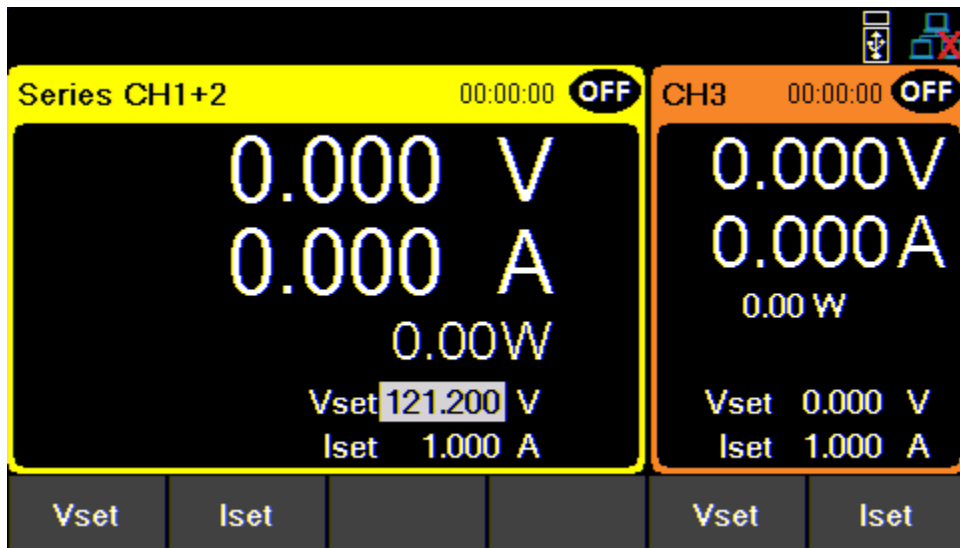 Series CH1+2 00:00:00 OFF
0.000 V
0.000 A
0.00W
Vset 121.200 V
Iset 1.000 A
CH3 00:00:00 OFF
0.000 V
0.000 A
0.00 W
Vset 0.000 V
Iset 1.000 A
Vset Iset Vset Iset